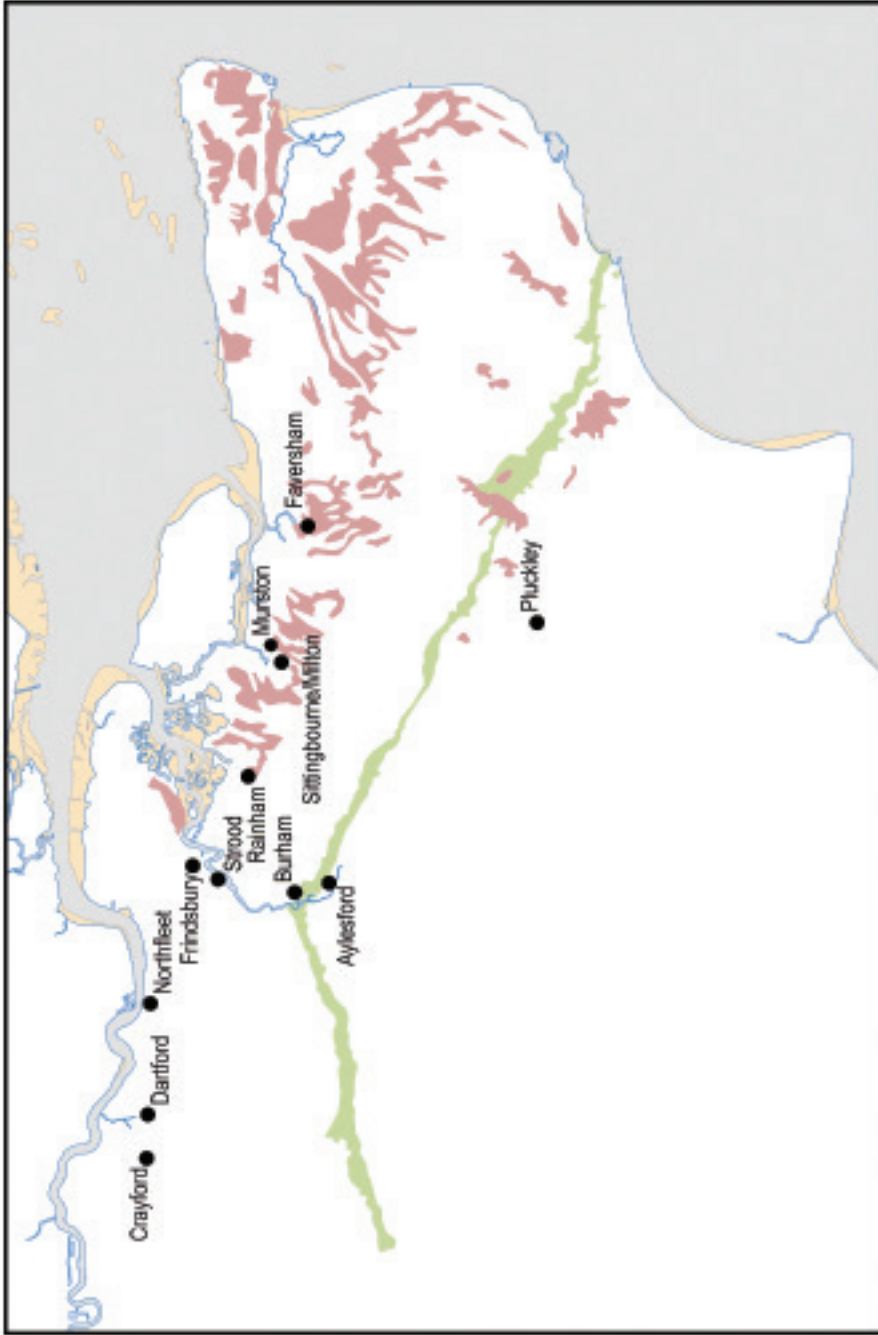 Crayford
Dartford
Northfleet
Frindsbury
Strood
Rainham
Burham
Aylesford
Sittingbourne/Milton
Murston
Faversham
Pluckley